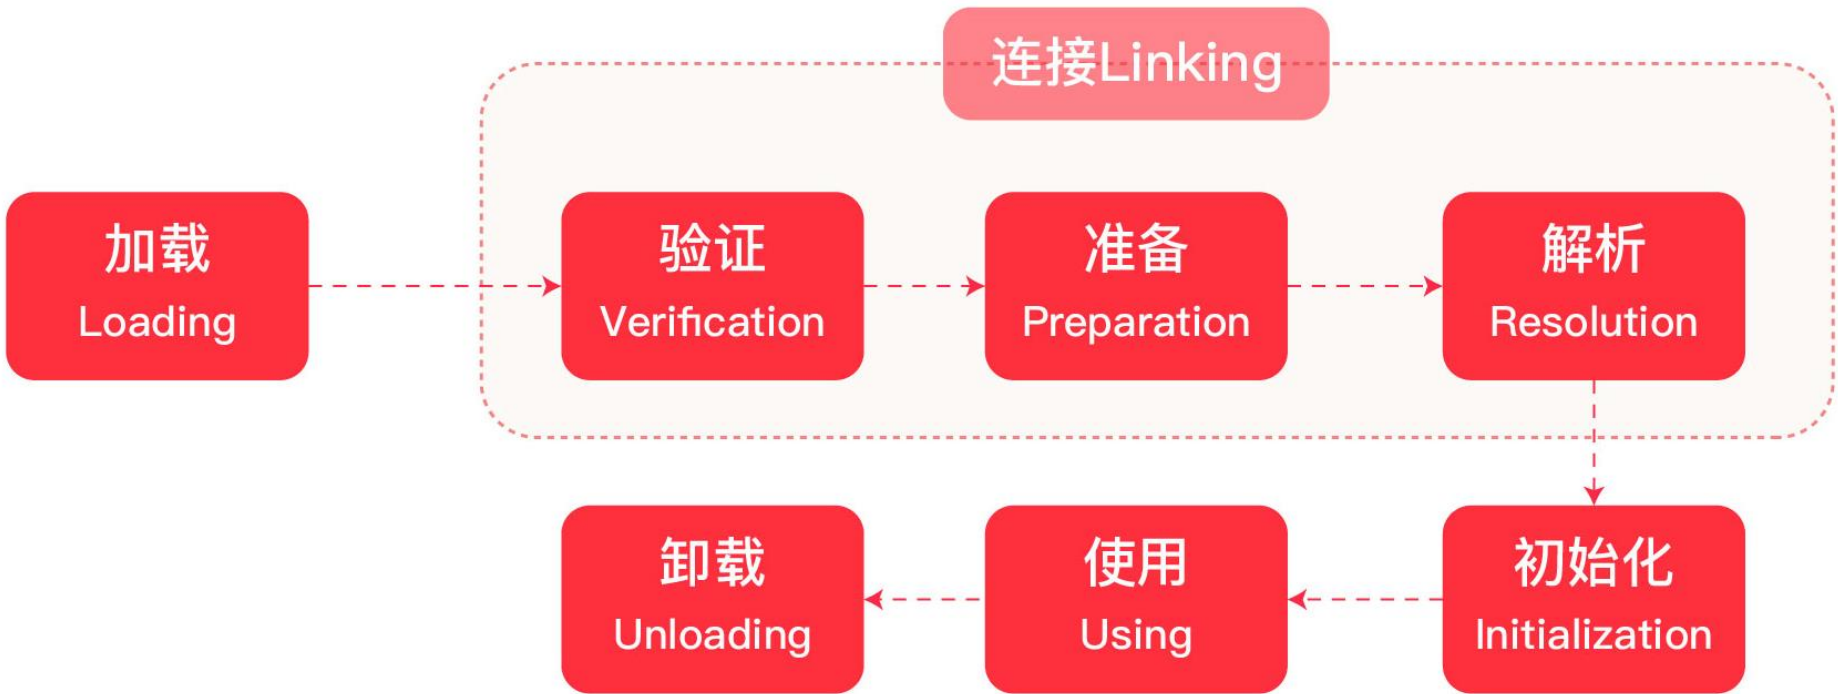 连接Linking
加载
Loading
验证
Verification
准备
Preparation
解析
Resolution
初始化
Initialization
使用
Using
卸载
Unloading